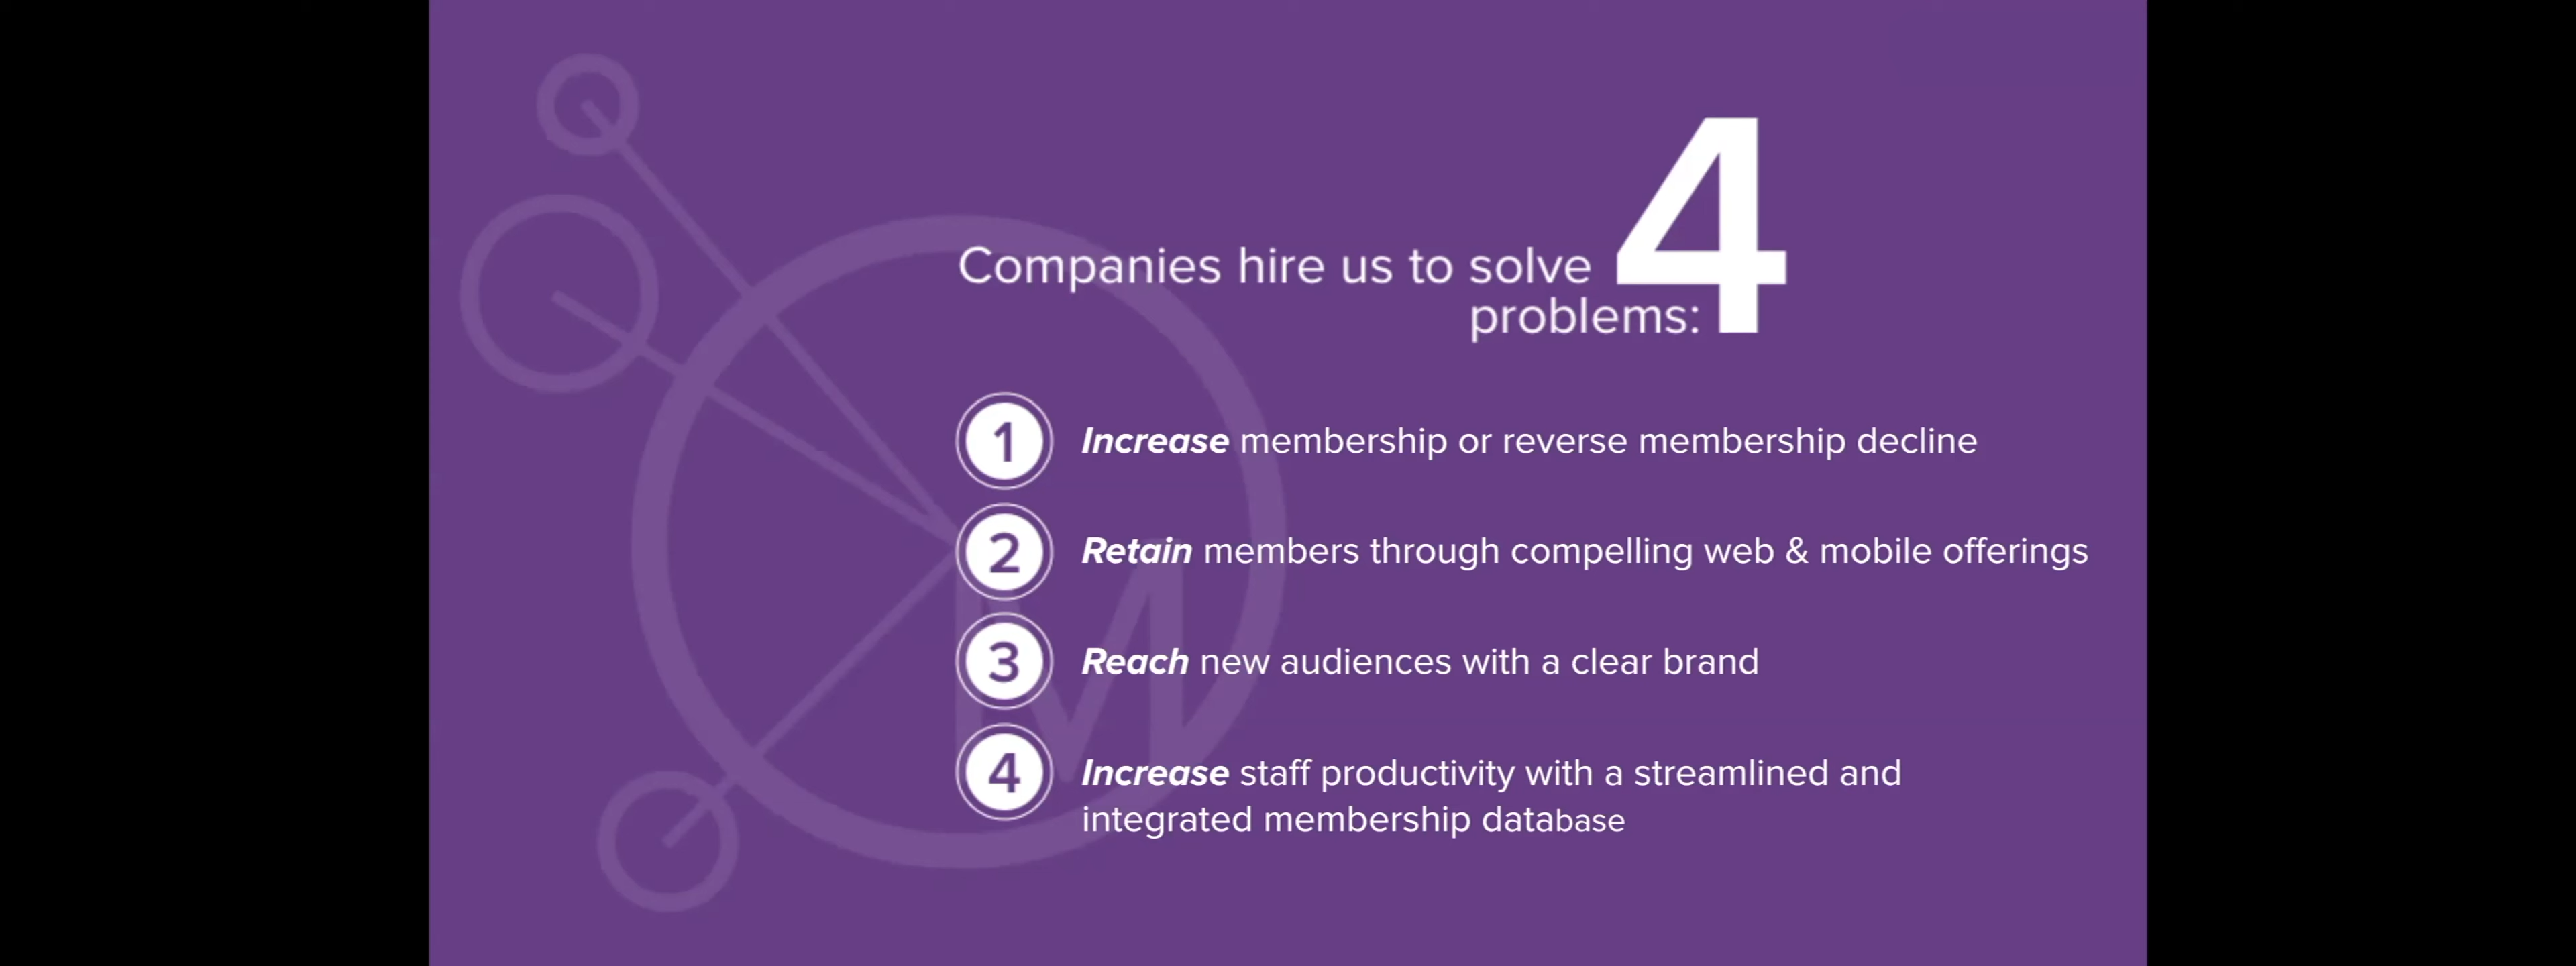 Companies hire us to solve 4
problems:
1 Increase membership or reverse membership decline
2 Retain members through compelling web & mobile offerings
3 Reach new audiences with a clear brand
4 Increase staff productivity with a streamlined and
integrated membership database
M